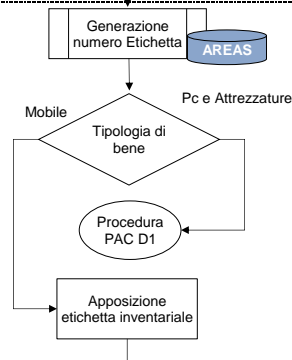 Generazione
numero Etichetta
AREAS
Mobile
Pc e Attrezzature
Tipologia di
bene
Procedura
PAC D1
Apposizione
etichetta inventariale